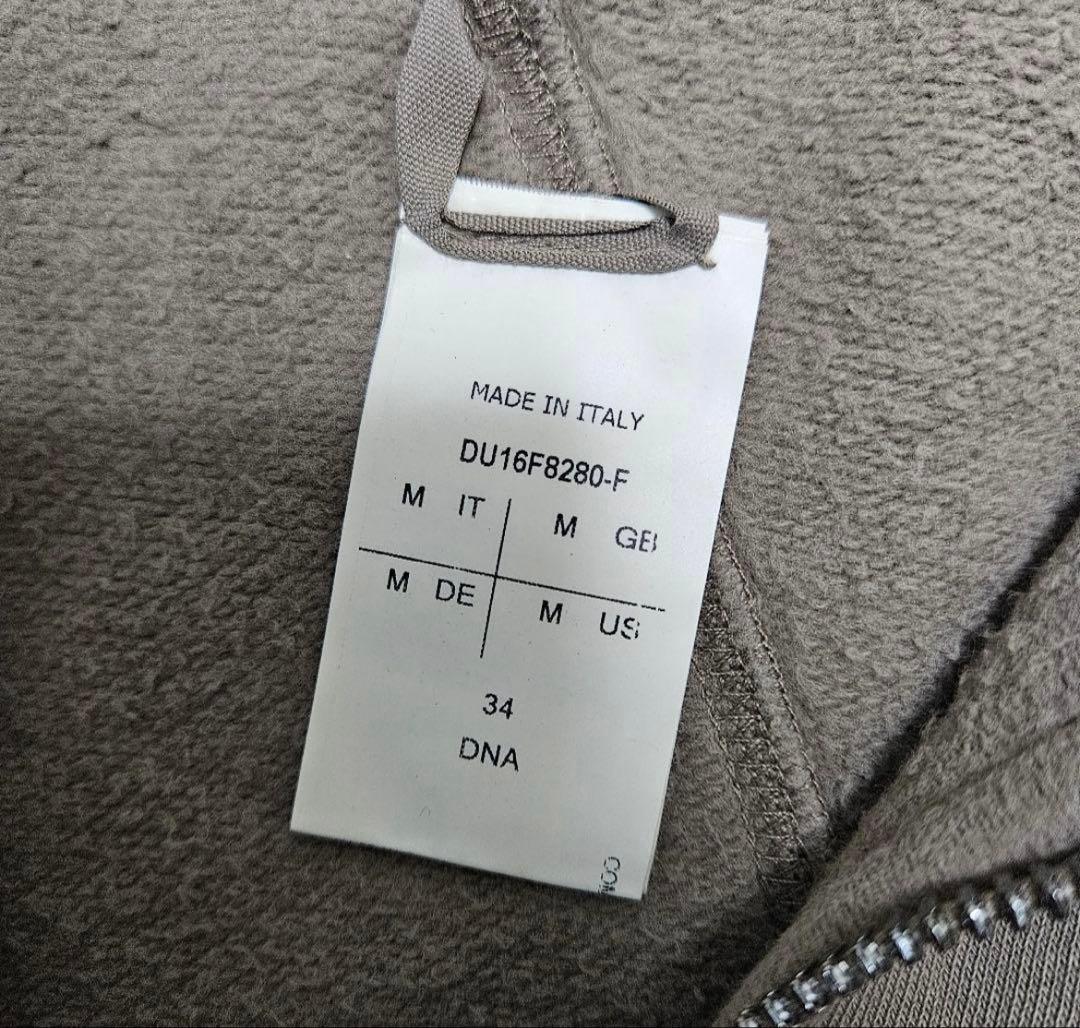 MADE IN ITALY
DU16F8280-F
M IT M GB
M DE M US
34
DNA